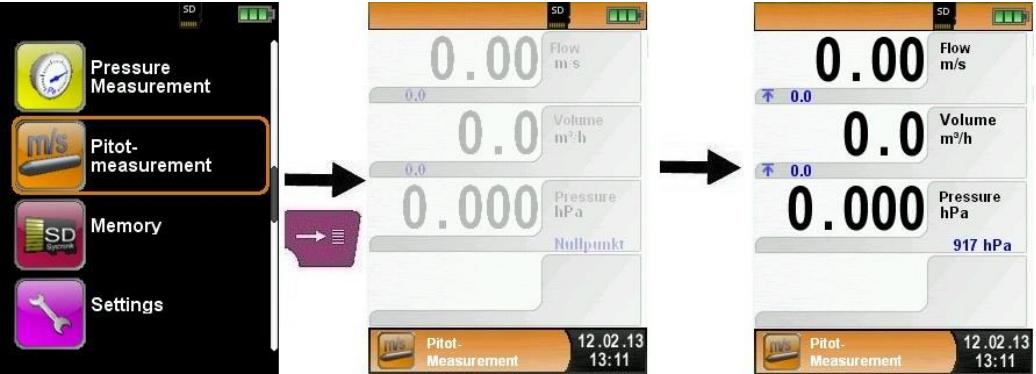 SD
Pressure
Measurement
Pa
m/s
Pitot-
measurement
SD
Memory
Settings
SD
0.00
Flow
m/s
0.0
0.0
Volume
m³/h
0.0
0.000
Pressure
hPa
Nullpunkt
m/s
Pitot-
Measurement
12.02.13
13:11
SD
0.00
Flow
m/s
0.0
0.0
Volume
m³/h
0.0
0.000
Pressure
hPa
917 hPa
m/s
Pitot-
Measurement
12.02.13
13:11